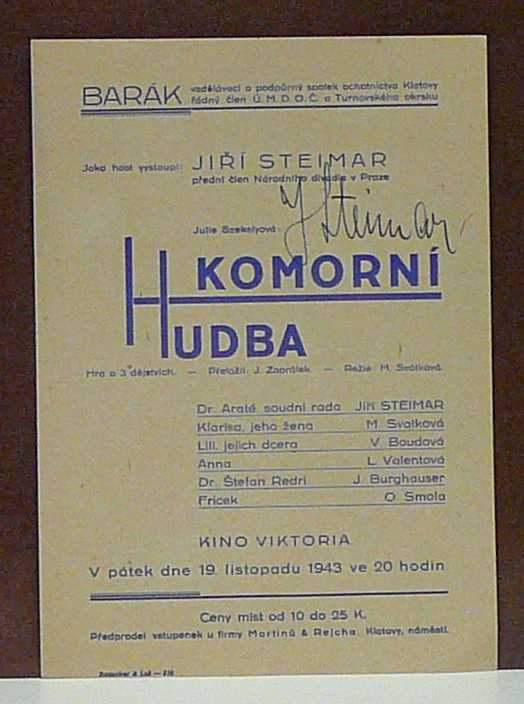 BARÁK vzdělávací a podpůrný spolek ochotnictva Klatovy
řádný člen Ú. M. D. O. Č. a Turnovského okrsku
Jako host vystoupí: JIŘÍ STEIMAR
přední člen Národního divadla v Praze
J Steimar
Julie Szekelyová:
KOMORNÍ
HUDBA
Hra o 3 dějstvích. — Přeložil J. Zaorálek. — Režie M. Svátková.
Dr. Araté, soudní rada JIŘÍ STEIMAR
Klarisa, jeho žena M. Svatková
Lili, jejich dcera V. Boudová
Anna L. Valentová
Dr. Štefan Redri J. Burghauser
Fricek O. Smola
KINO VIKTORIA
V pátek dne 19. listopadu 1943 ve 20 hodin
Ceny míst od 10 do 25 K.
Předprodej vstupenek u firmy Martinů & Rejcha, Klatovy, náměstí.